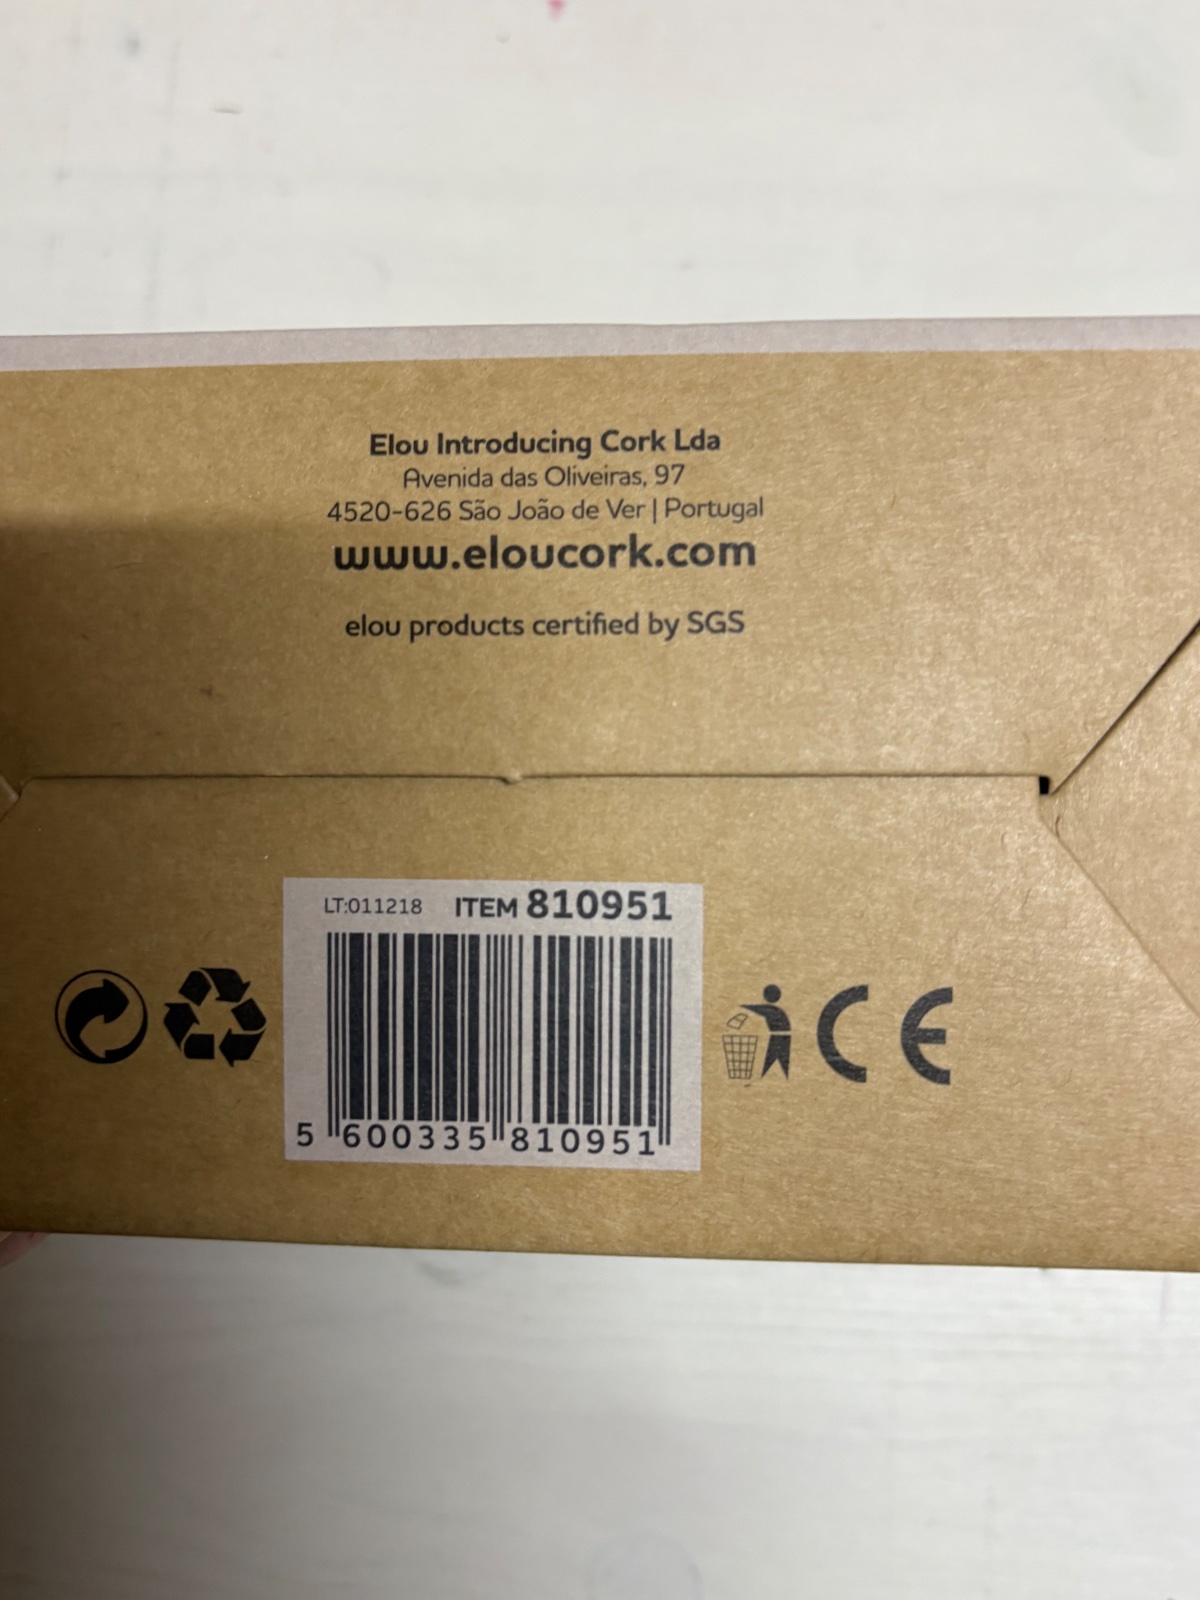 Elou Introducing Cork Lda
Avenida das Oliveiras, 97
4520-626 São João de Ver | Portugal
www.eloucork.com
elou products certified by SGS
LT:011218 ITEM 810951
5 600335 810951
CE